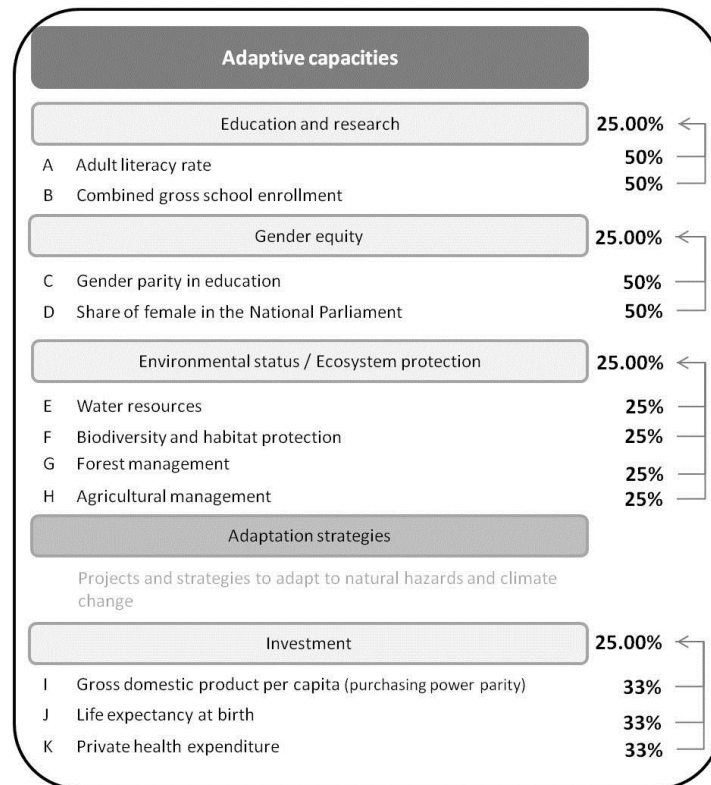 Adaptive capacities
Education and research 25.00%
A Adult literacy rate 50%
B Combined gross school enrollment 50%
Gender equity 25.00%
C Gender parity in education 50%
D Share of female in the National Parliament 50%
Environmental status / Ecosystem protection 25.00%
E Water resources 25%
F Biodiversity and habitat protection 25%
G Forest management 25%
H Agricultural management 25%
Adaptation strategies
Projects and strategies to adapt to natural hazards and climate
change
Investment 25.00%
I Gross domestic product per capita (purchasing power parity) 33%
J Life expectancy at birth 33%
K Private health expenditure 33%